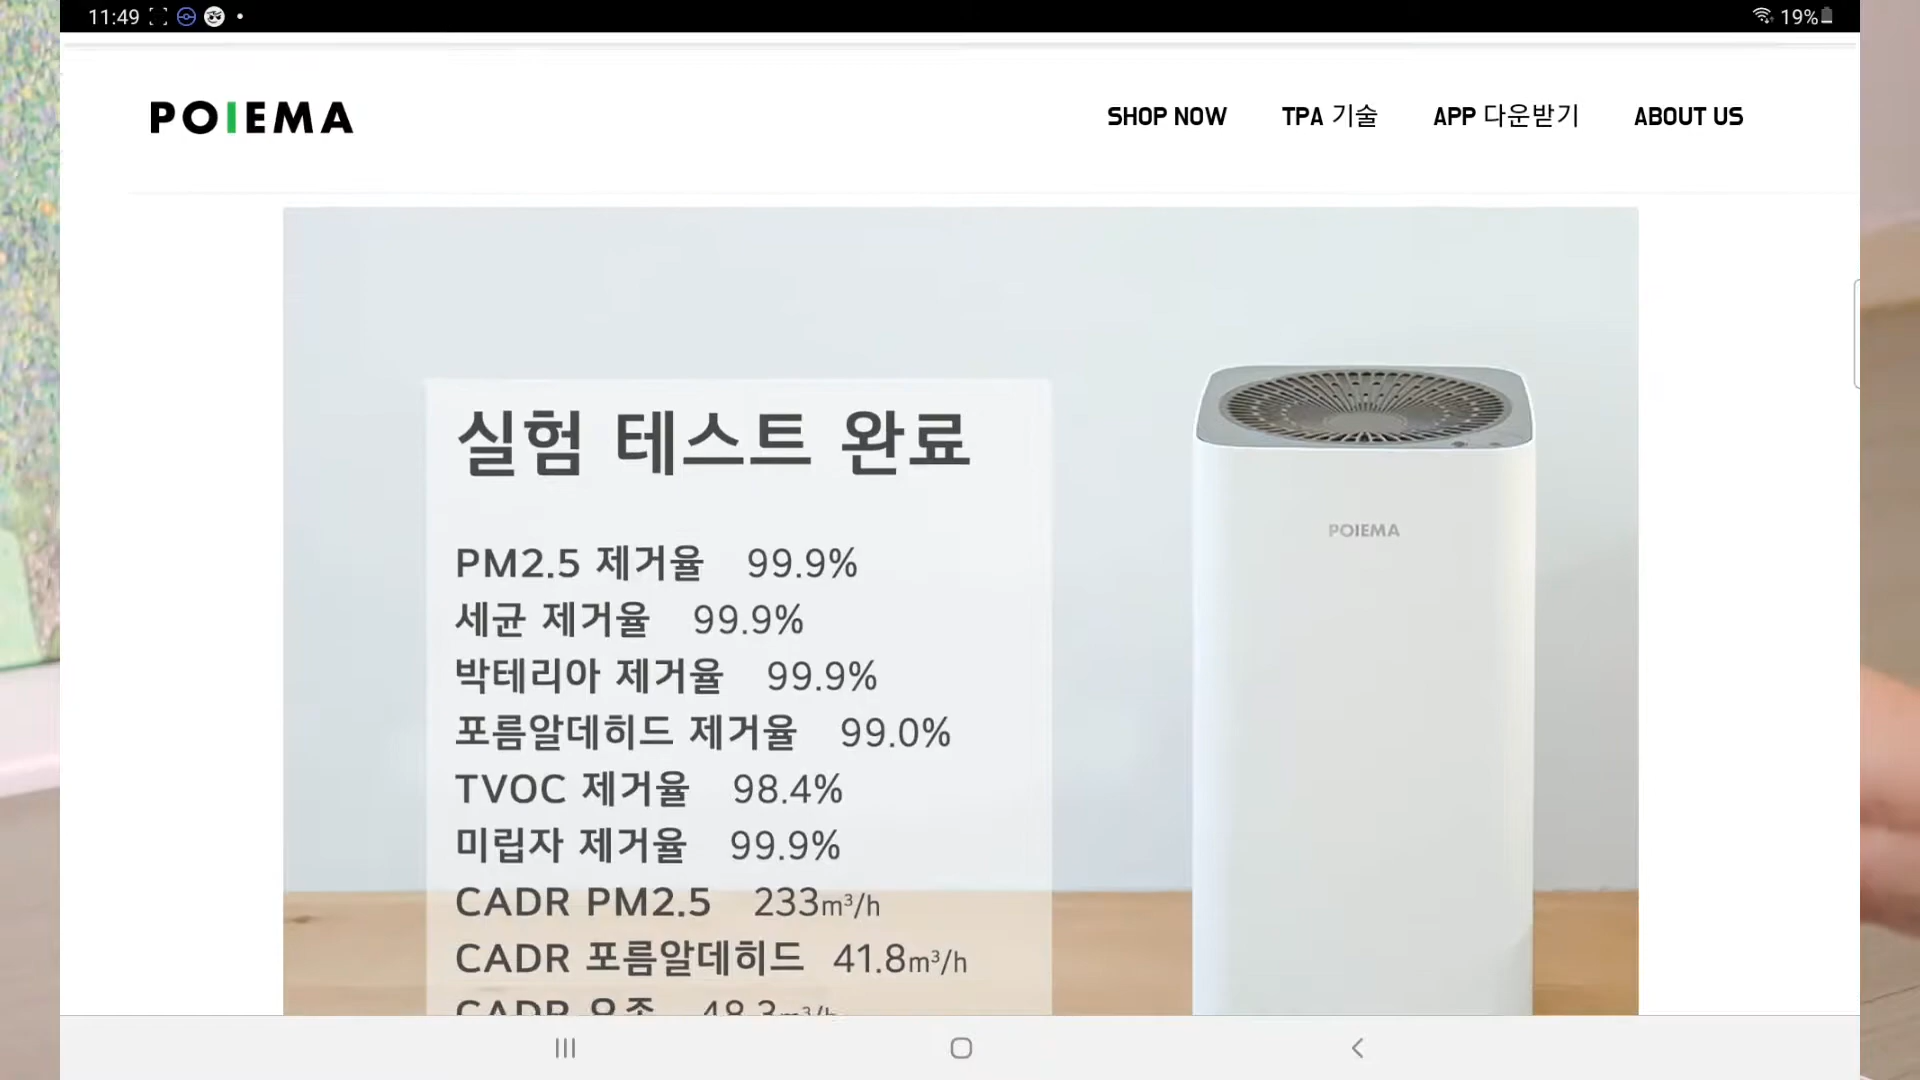 11:49
19%
POIEMA
SHOP NOW
TPA 기술
APP 다운받기
ABOUT US
실험 테스트 완료
POIEMA
PM2.5 제거율 99.9%
세균 제거율 99.9%
박테리아 제거율 99.9%
포름알데히드 제거율 99.0%
TVOC 제거율 98.4%
미립자 제거율 99.9%
CADR PM2.5 233m³/h
CADR 포름알데히드 41.8m³/h
CADR 48.3m³/h